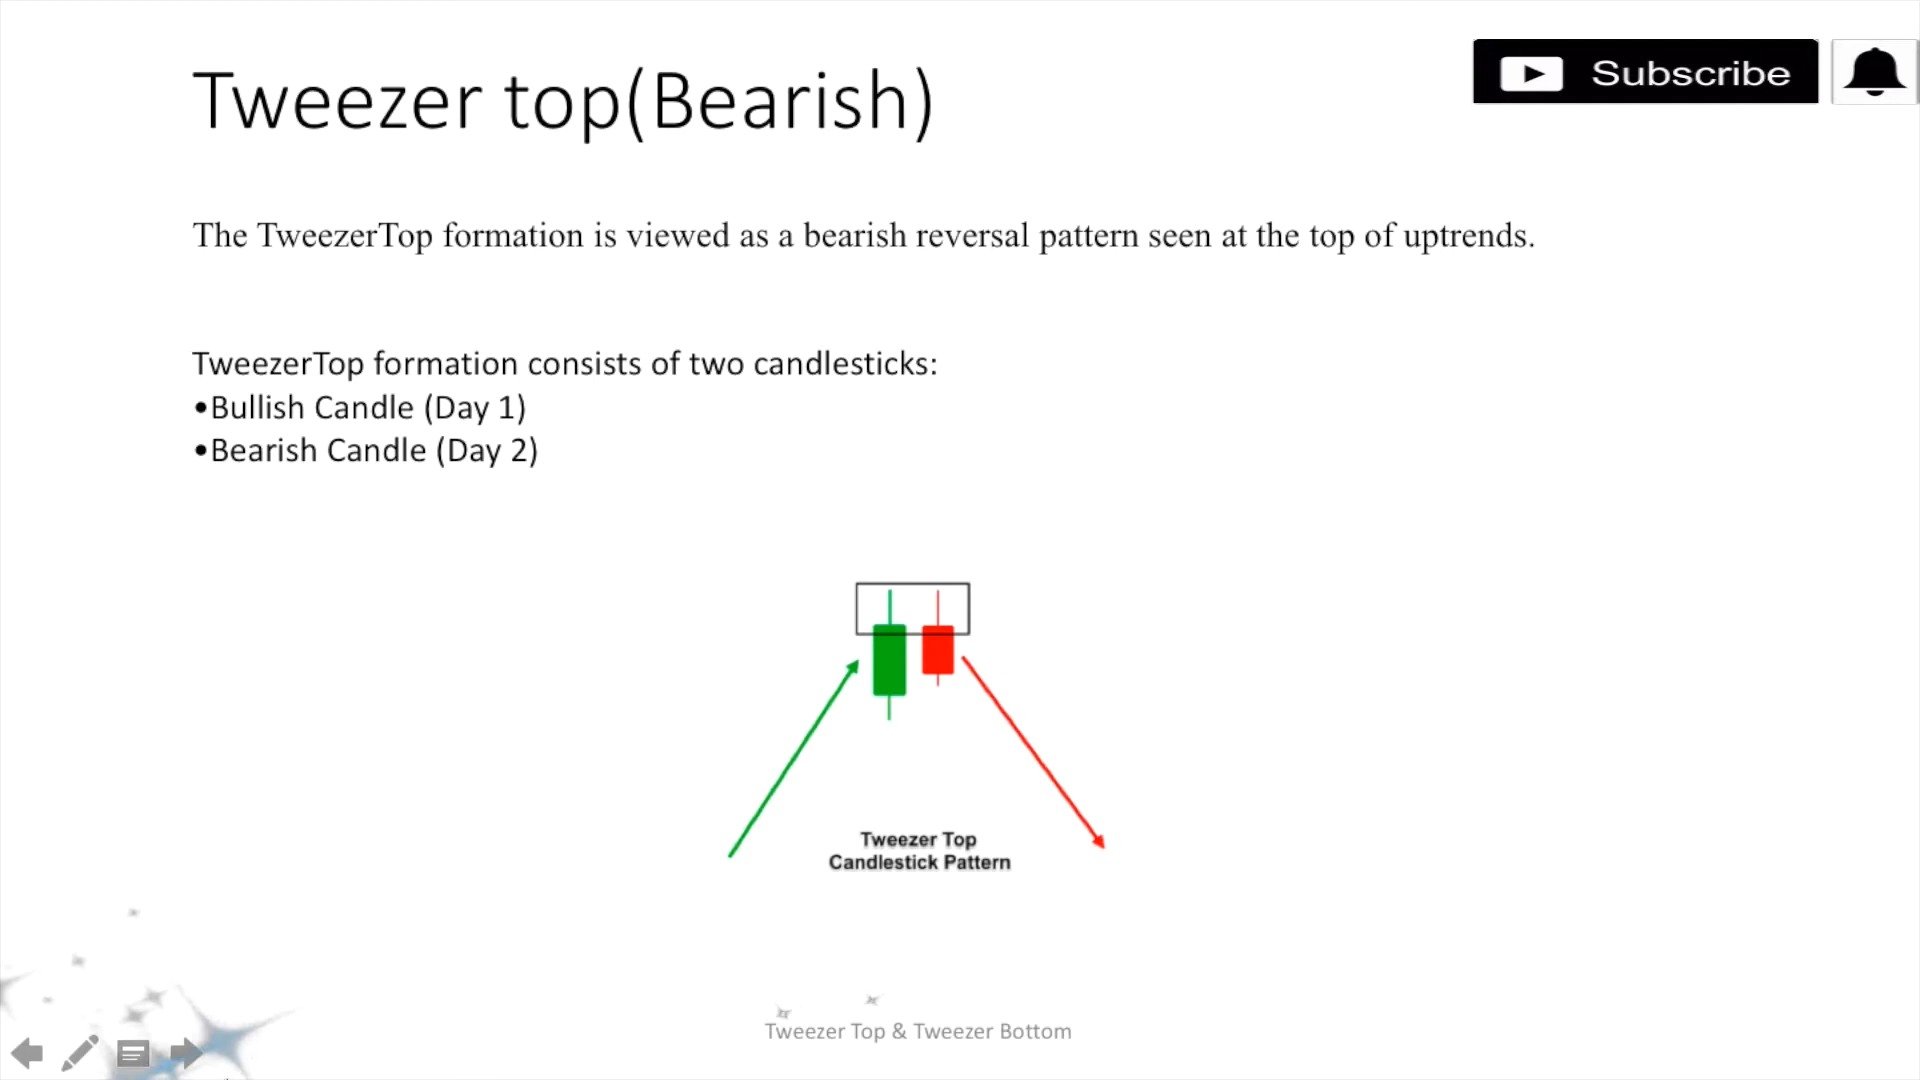 Tweezer top(Bearish)
Subscribe
The TweezerTop formation is viewed as a bearish reversal pattern seen at the top of uptrends.
TweezerTop formation consists of two candlesticks:
•Bullish Candle (Day 1)
•Bearish Candle (Day 2)
Tweezer Top
Candlestick Pattern
Tweezer Top & Tweezer Bottom